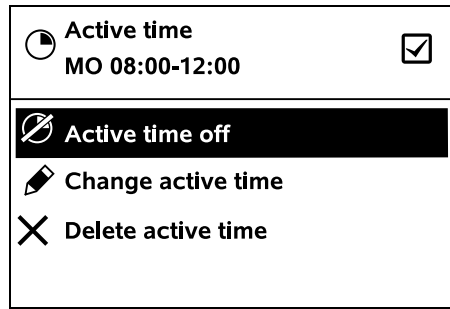 Active time
MO 08:00-12:00
Active time off
Change active time
Delete active time